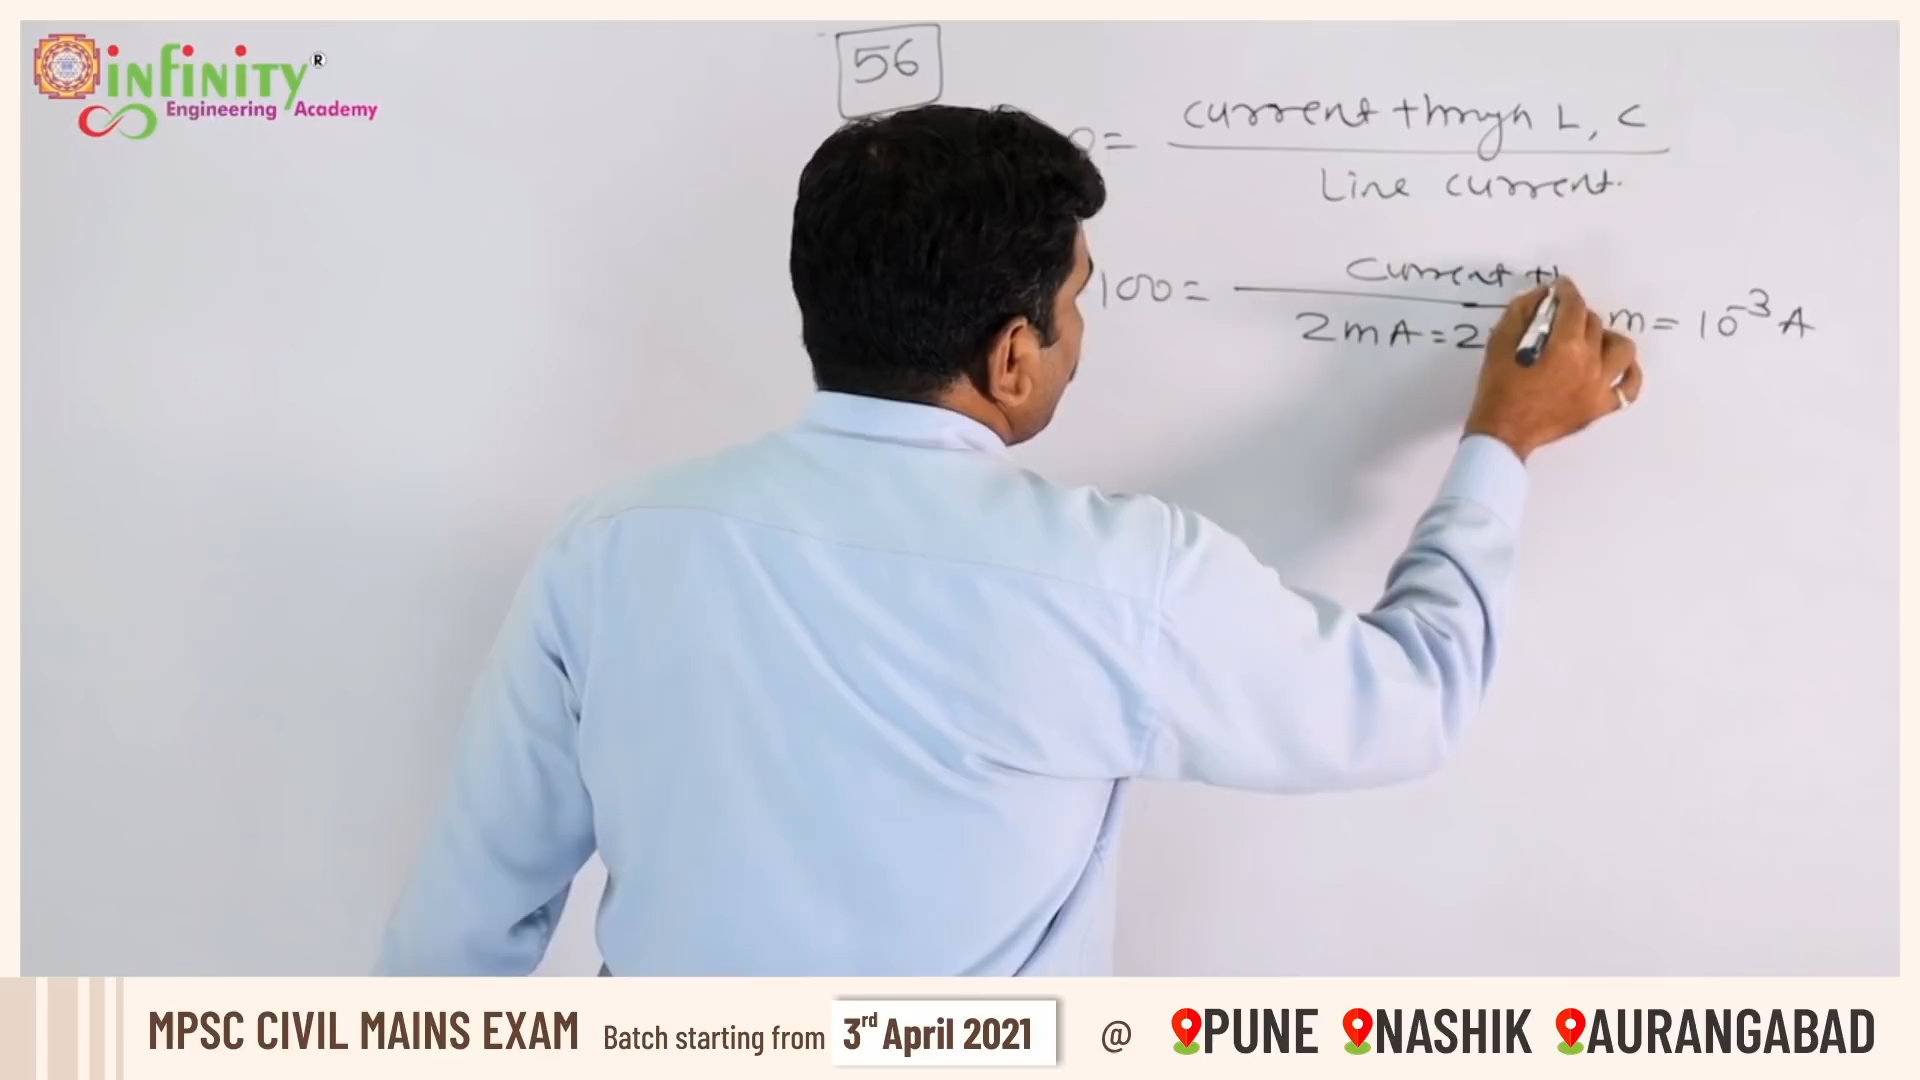 infinity®
Engineering Academy
56
= current through L, C
Line current.
100 = current
2mA=2
m = 10⁻³ A
MPSC CIVIL MAINS EXAM Batch starting from 3rd April 2021 @ PUNE NASHIK AURANGABAD